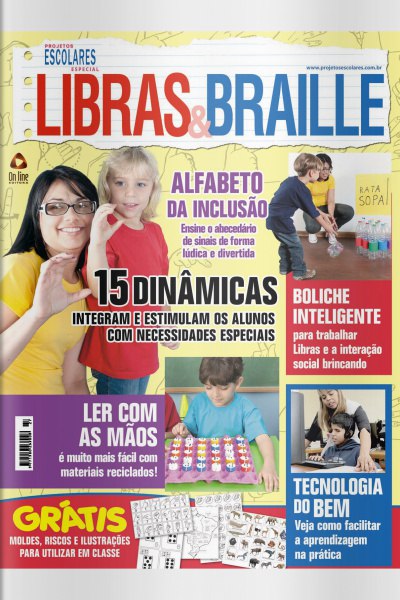 PROJETOS
ESCOLARES
ESPECIAL
www.projetosescolares.com.br
LIBRAS&BRAILLE
On line
EDITORA
ALFABETO
DA INCLUSÃO
Ensine o abecedário
de sinais de forma
lúdica e divertida
RATA
SOPA
15 DINÂMICAS
INTEGRAM E ESTIMULAM OS ALUNOS
COM NECESSIDADES ESPECIAIS
BOLICHE
INTELIGENTE
para trabalhar
Libras e a interação
social brincando
LER COM
AS MÃOS
é muito mais fácil com
materiais reciclados!
TECNOLOGIA
DO BEM
Veja como facilitar
a aprendizagem
na prática
GRÁTIS
MOLDES, RISCOS E ILUSTRAÇÕES
PARA UTILIZAR EM CLASSE